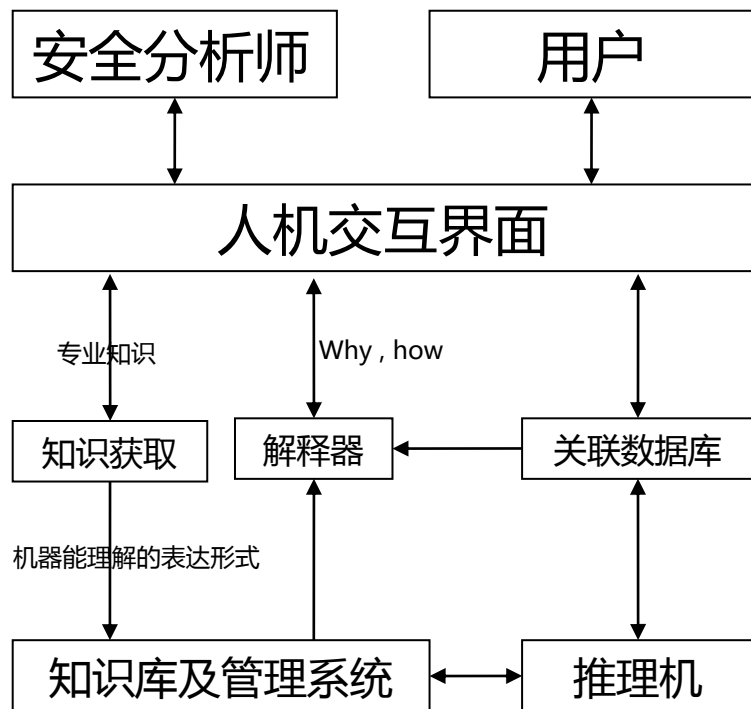 安全分析师
用户
人机交互界面
专业知识
Why , how
知识获取
解释器
关联数据库
机器能理解的表达形式
知识库及管理系统
推理机